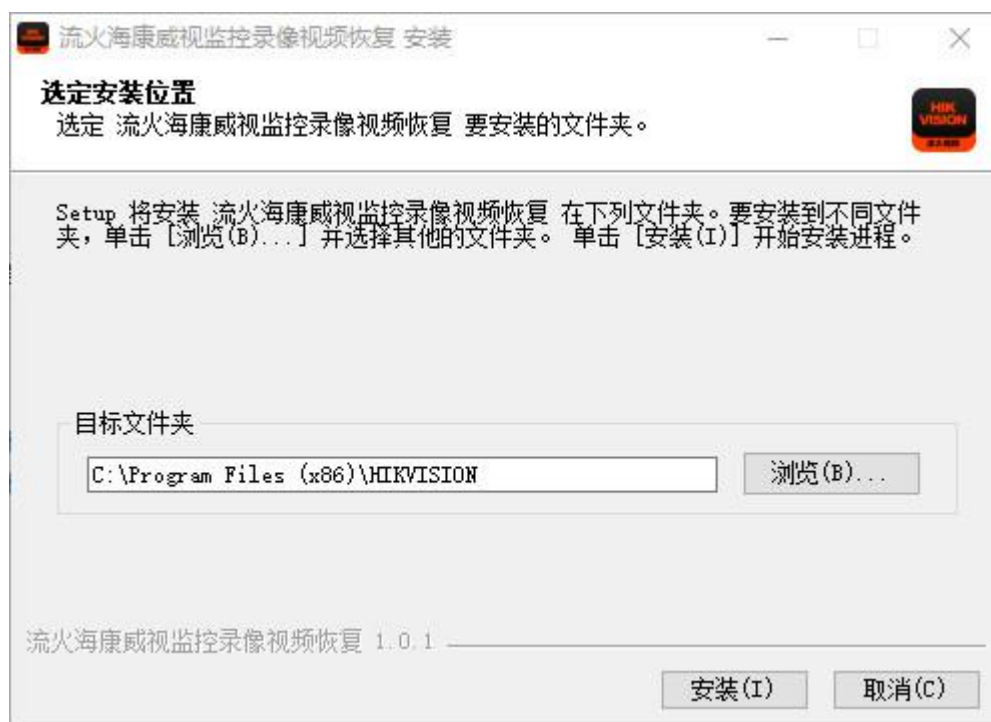 流火海康威视监控录像视频恢复 安装
选定安装位置
选定 流火海康威视监控录像视频恢复 要安装的文件夹。
HIK
VISION
Setup 将安装 流火海康威视监控录像视频恢复 在下列文件夹。要安装到不同文件
夹，单击 [浏览(B)...] 并选择其他的文件夹。 单击 [安装(I)] 开始安装进程。
目标文件夹
C:\Program Files (x86)\HIKVISION
浏览(B)...
流火海康威视监控录像视频恢复 1.0.1
安装(I)
取消(C)